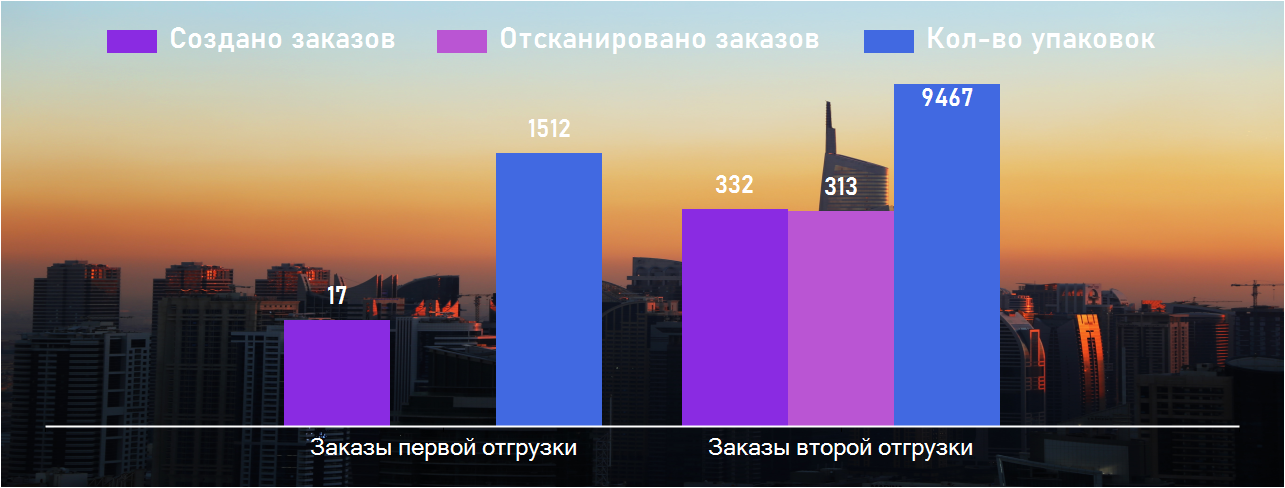 Создано заказов
Отсканировано заказов
Кол-во упаковок
17
1512
332
313
9467
Заказы первой отгрузки
Заказы второй отгрузки